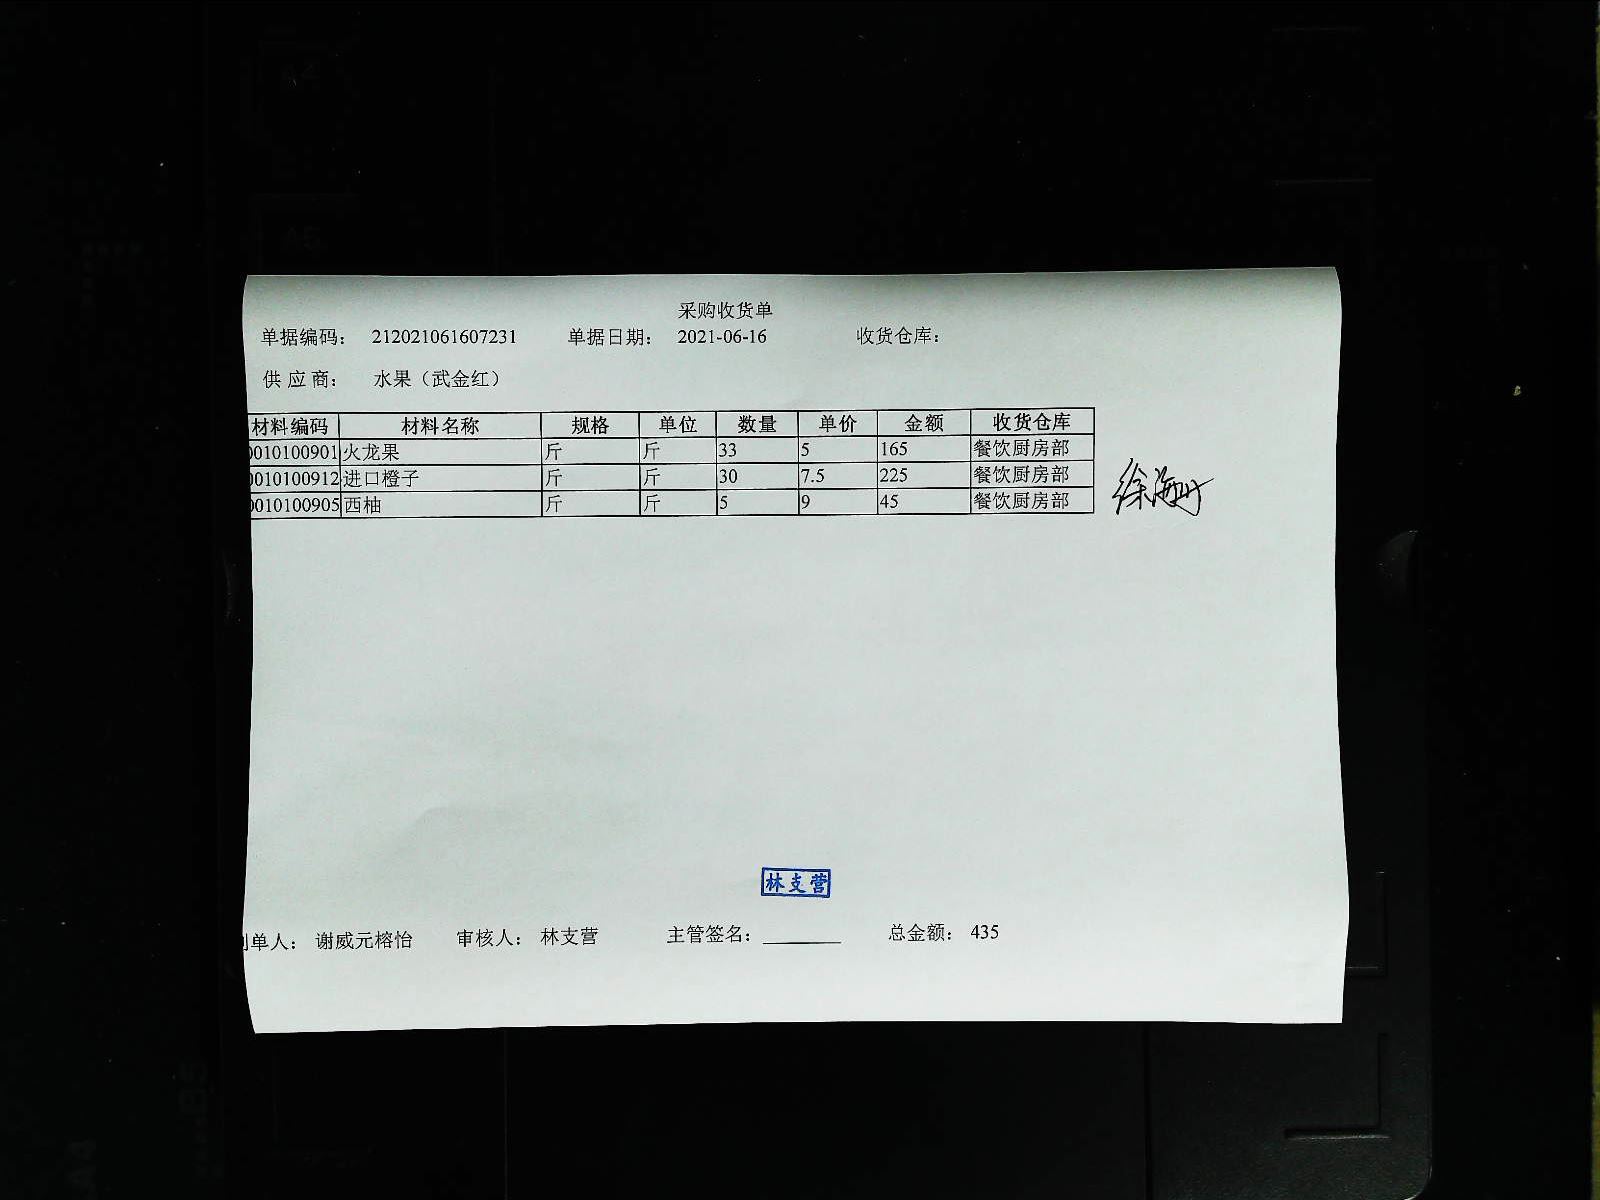 采购收货单
单据编码： 212021061607231 单据日期： 2021-06-16 收货仓库：
供应商： 水果（武金红）
材料编码 材料名称 规格 单位 数量 单价 金额 收货仓库
0010100901 火龙果 斤 斤 33 5 165 餐饮厨房部
0010100912 进口橙子 斤 斤 30 7.5 225 餐饮厨房部
0010100905 西柚 斤 斤 5 9 45 餐饮厨房部
林支营
制单人： 谢威元榕怡 审核人： 林支营 主管签名：________ 总金额： 435